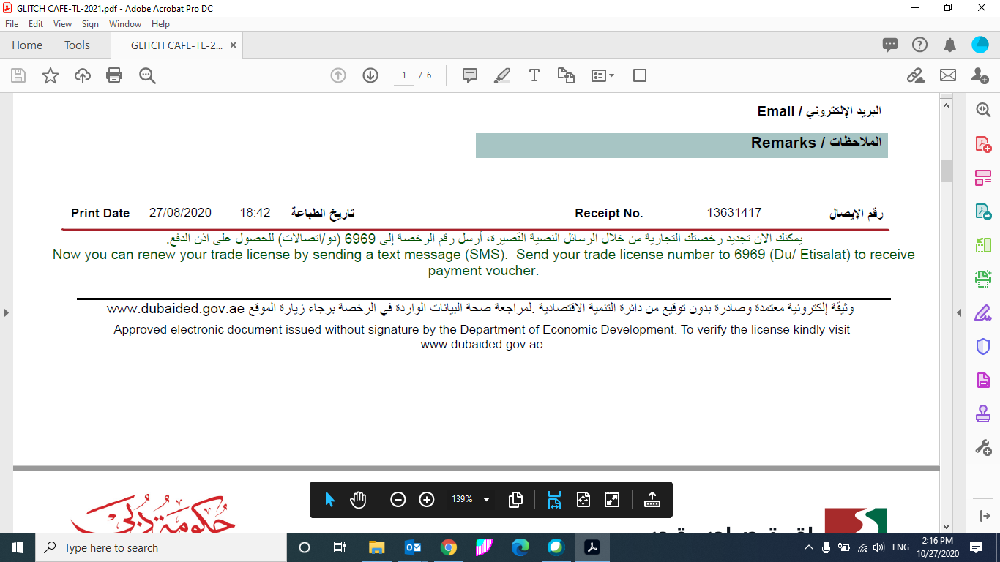 GLITCH CAFE-TL-2021.pdf - Adobe Acrobat Pro DC
File Edit View Sign Window Help
Home Tools GLITCH CAFE-TL-2... ×
1 / 6
البريد الإلكتروني / Email
الملاحظات / Remarks
Print Date 27/08/2020 18:42 تاريخ الطباعة Receipt No. 13631417 رقم الإيصال
يمكنك الآن تجديد رخصتك التجارية من خلال الرسائل النصية القصيرة، أرسل رقم الرخصة إلى 6969 (دو/اتصالات) للحصول على اذن الدفع.
Now you can renew your trade license by sending a text message (SMS). Send your trade license number to 6969 (Du/ Etisalat) to receive
payment voucher.
وثيقة إلكترونية معتمدة وصادرة بدون توقيع من دائرة التنمية الاقتصادية .لمراجعة صحة البيانات الواردة في الرخصة برجاء زيارة الموقع www.dubaided.gov.ae
Approved electronic document issued without signature by the Department of Economic Development. To verify the license kindly visit
www.dubaided.gov.ae
حكومة دبي
139%
Type here to search
ENG
2:16 PM
10/27/2020